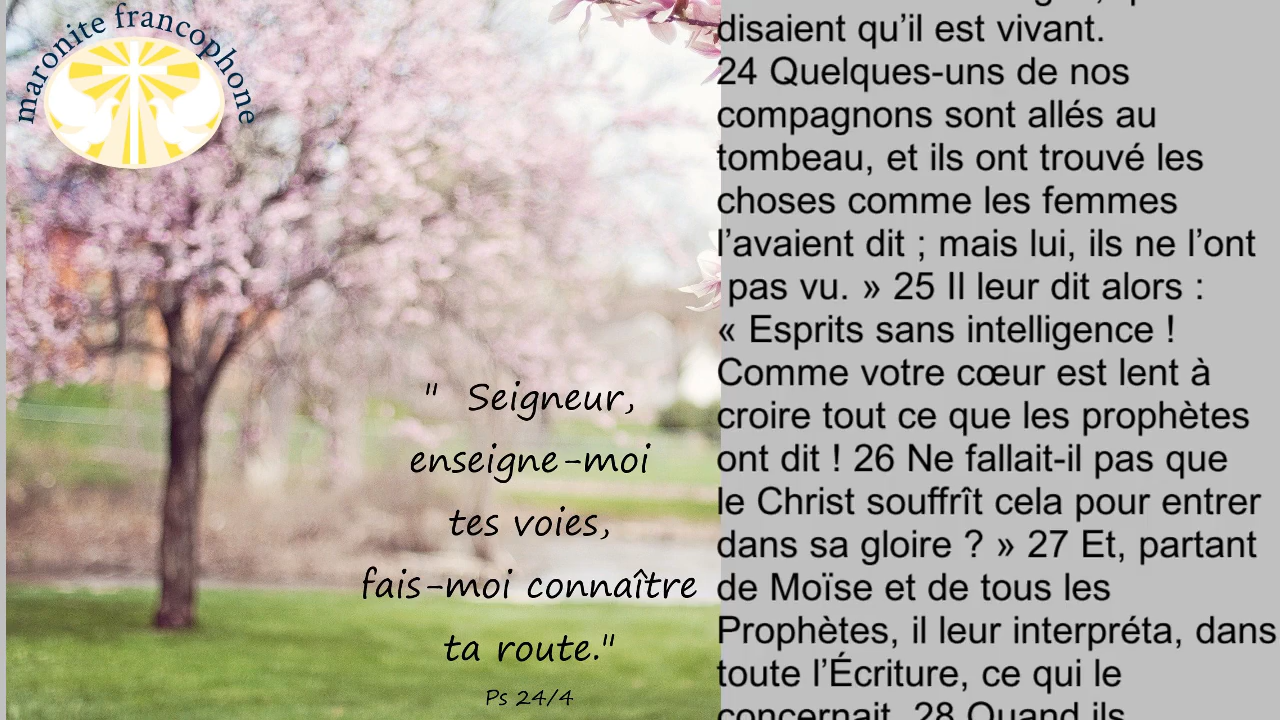 maronite francophone
" Seigneur,
enseigne-moi
tes voies,
fais-moi connaître
ta route."
Ps 24/4
disaient qu’il est vivant.
24 Quelques-uns de nos
compagnons sont allés au
tombeau, et ils ont trouvé les
choses comme les femmes
l’avaient dit ; mais lui, ils ne l’ont
pas vu. » 25 Il leur dit alors :
« Esprits sans intelligence !
Comme votre cœur est lent à
croire tout ce que les prophètes
ont dit ! 26 Ne fallait-il pas que
le Christ souffrît cela pour entrer
dans sa gloire ? » 27 Et, partant
de Moïse et de tous les
Prophètes, il leur interpréta, dans
toute l’Écriture, ce qui le
concernait. 28 Quand ils